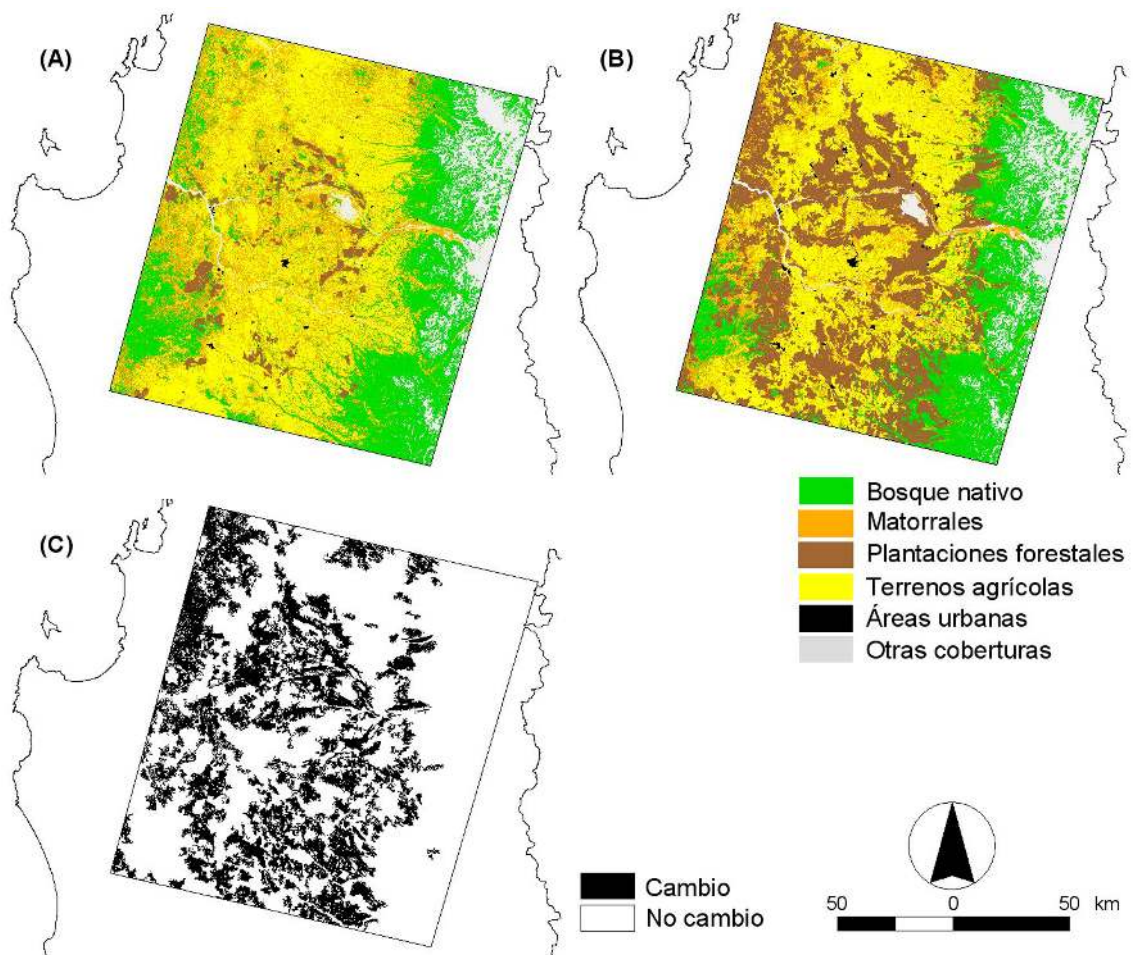 (A)
(B)
Bosque nativo
Matorrales
Plantaciones forestales
Terrenos agrícolas
Áreas urbanas
Otras coberturas
(C)
Cambio
No cambio
50 0 50 km